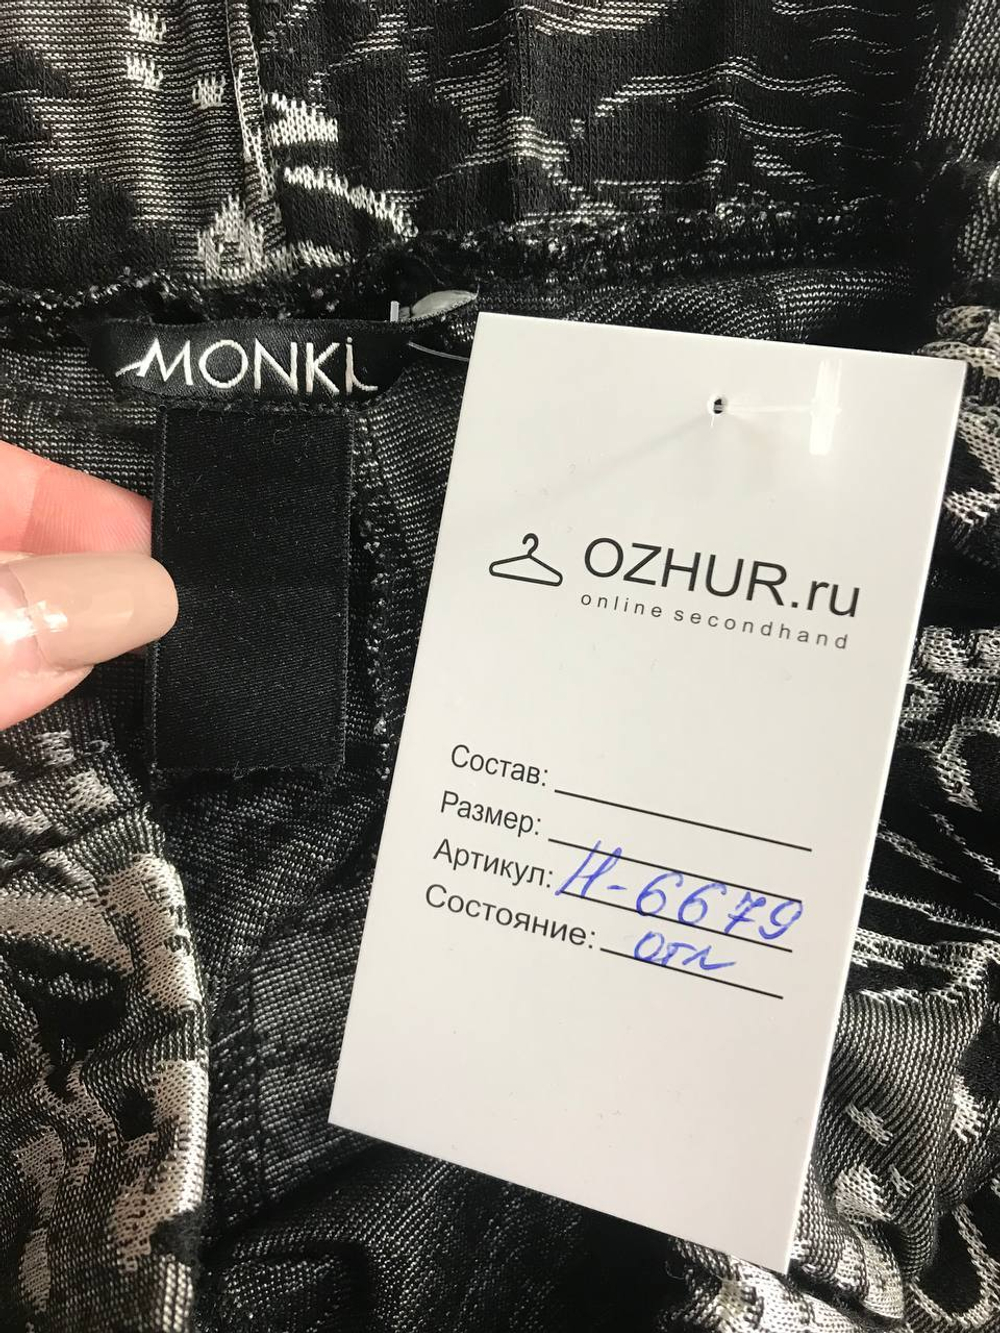 MONKI
OZHUR.ru
online secondhand
Состав:
Размер:
Артикул: Н-6679
Состояние: отл